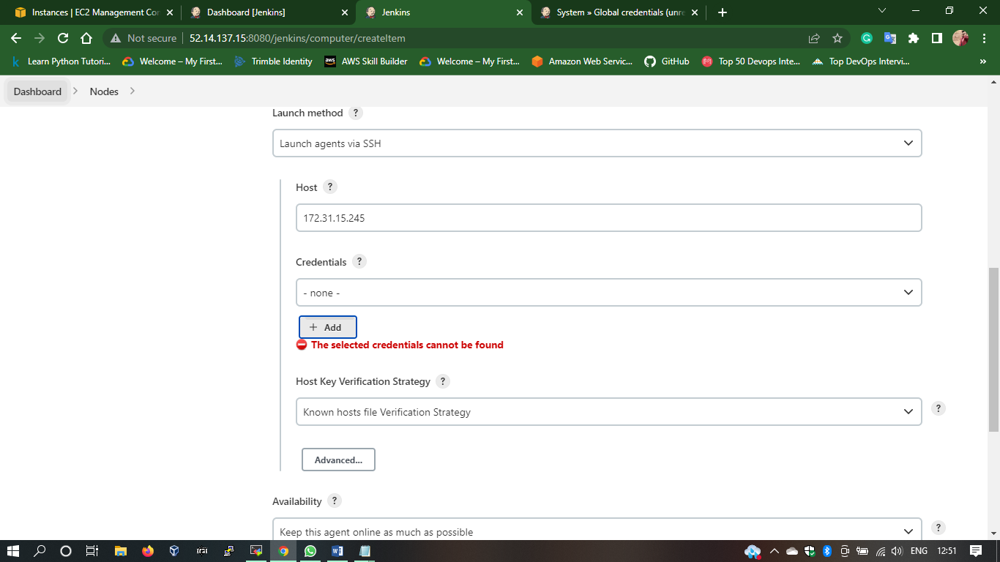 Instances | EC2 Management Con
Dashboard [Jenkins]
Jenkins
System » Global credentials (unre
Not secure
52.14.137.15:8080/jenkins/computer/createItem
Learn Python Tutori...
Welcome – My First...
Trimble Identity
aws
AWS Skill Builder
Welcome – My First...
Amazon Web Servic...
GitHub
Top 50 Devops Inte...
Top DevOps Intervi...
»
Dashboard
Nodes
Launch method ?
Launch agents via SSH
Host ?
172.31.15.245
Credentials ?
- none -
+ Add
The selected credentials cannot be found
Host Key Verification Strategy ?
Known hosts file Verification Strategy
?
Advanced...
Availability ?
Keep this agent online as much as possible
?
ENG
12:51